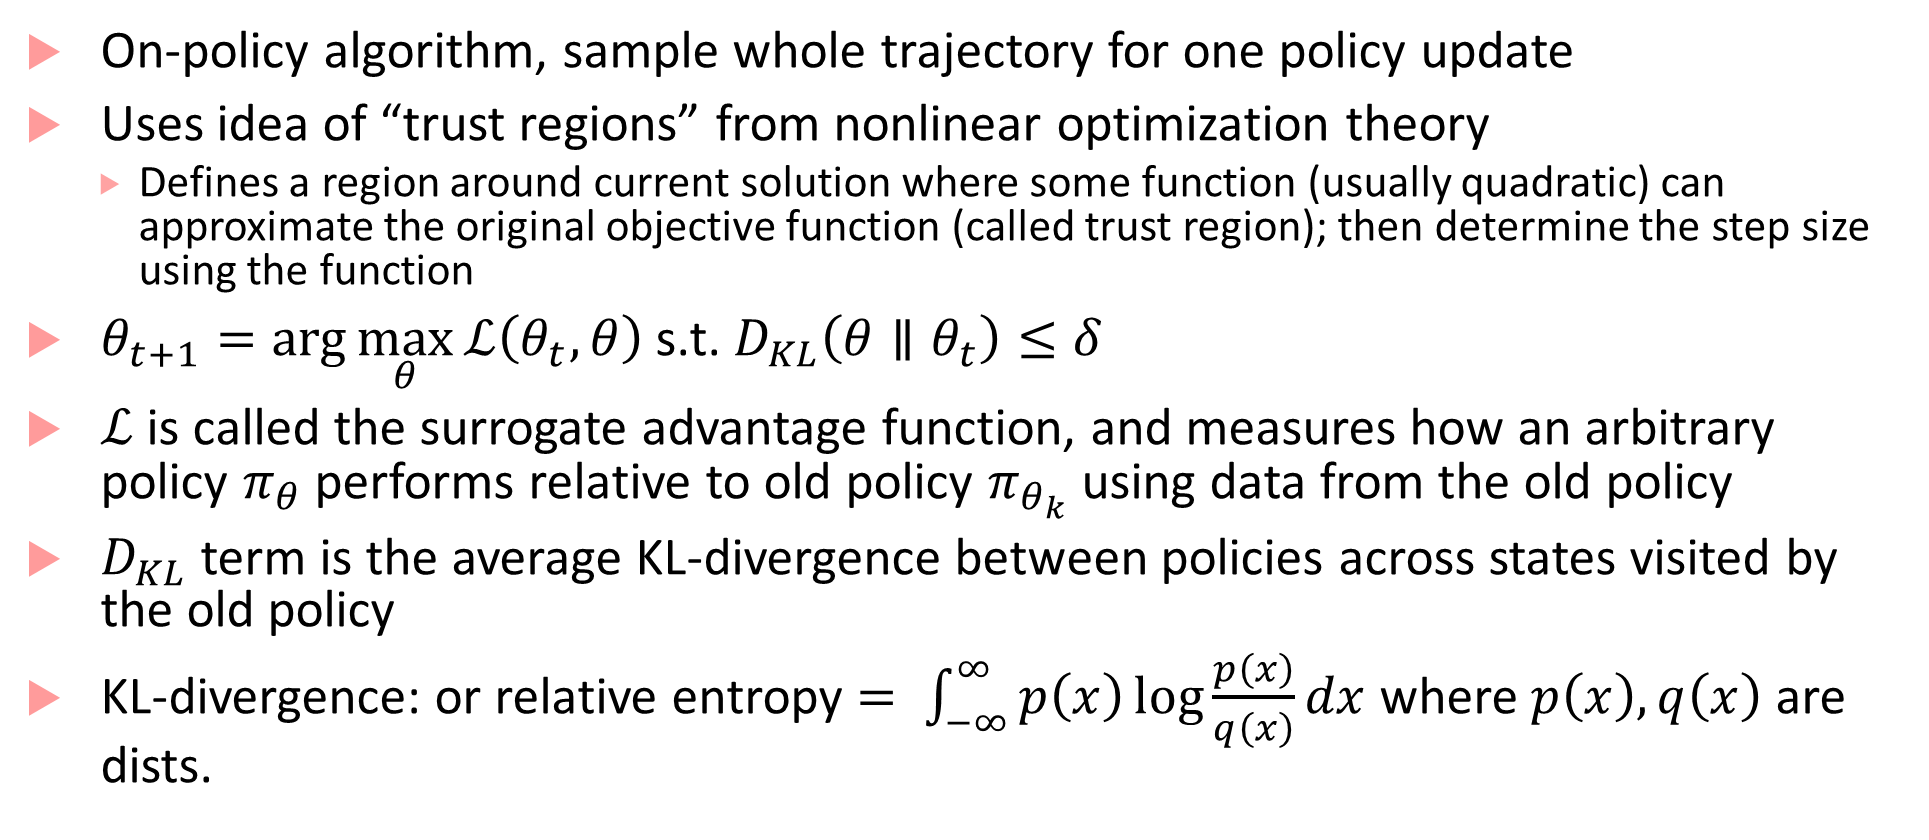 On-policy algorithm, sample whole trajectory for one policy update
Uses idea of “trust regions” from nonlinear optimization theory
Defines a region around current solution where some function (usually quadratic) can
approximate the original objective function (called trust region); then determine the step size
using the function
θ_{t+1} = arg max_θ ℒ(θ_t, θ) s.t. D_{KL}(θ ∥ θ_t) ≤ δ
ℒ is called the surrogate advantage function, and measures how an arbitrary
policy π_θ performs relative to old policy π_{θ_k} using data from the old policy
D_{KL} term is the average KL-divergence between policies across states visited by
the old policy
KL-divergence: or relative entropy = ∫_{-∞}^{∞} p(x) log \frac{p(x)}{q(x)} dx where p(x), q(x) are
dists.